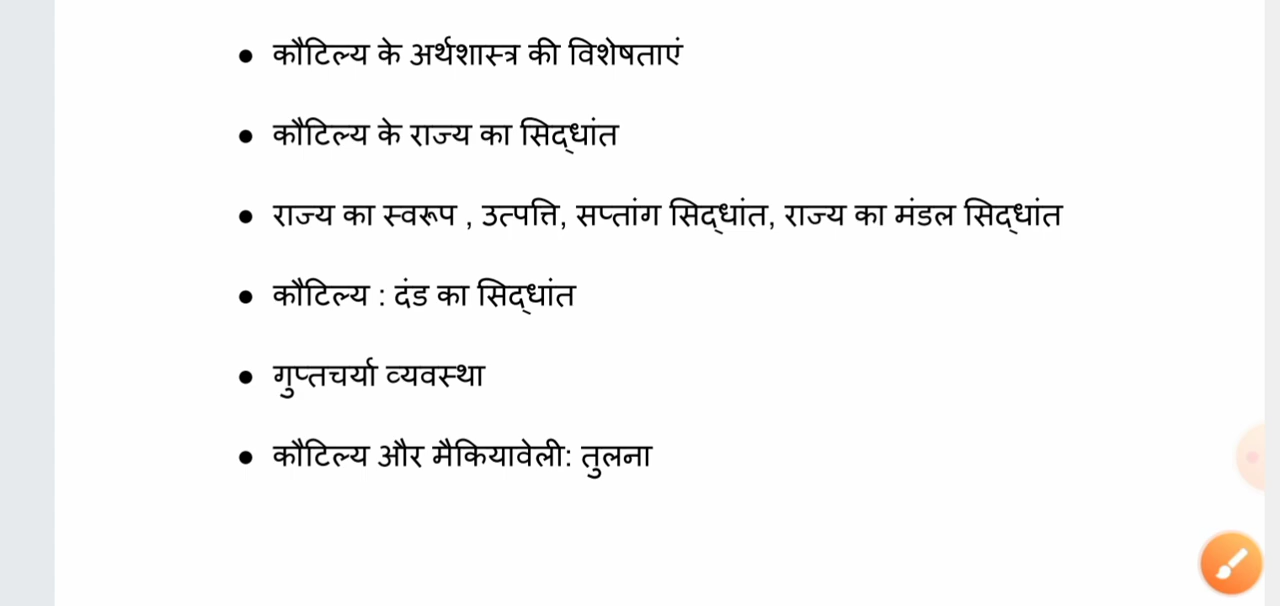 ● कौटिल्य के अर्थशास्त्र की विशेषताएं
● कौटिल्य के राज्य का सिद्धांत
● राज्य का स्वरूप , उत्पत्ति, सप्तांग सिद्धांत, राज्य का मंडल सिद्धांत
● कौटिल्य : दंड का सिद्धांत
● गुप्तचर्या व्यवस्था
● कौटिल्य और मैकियावेली: तुलना